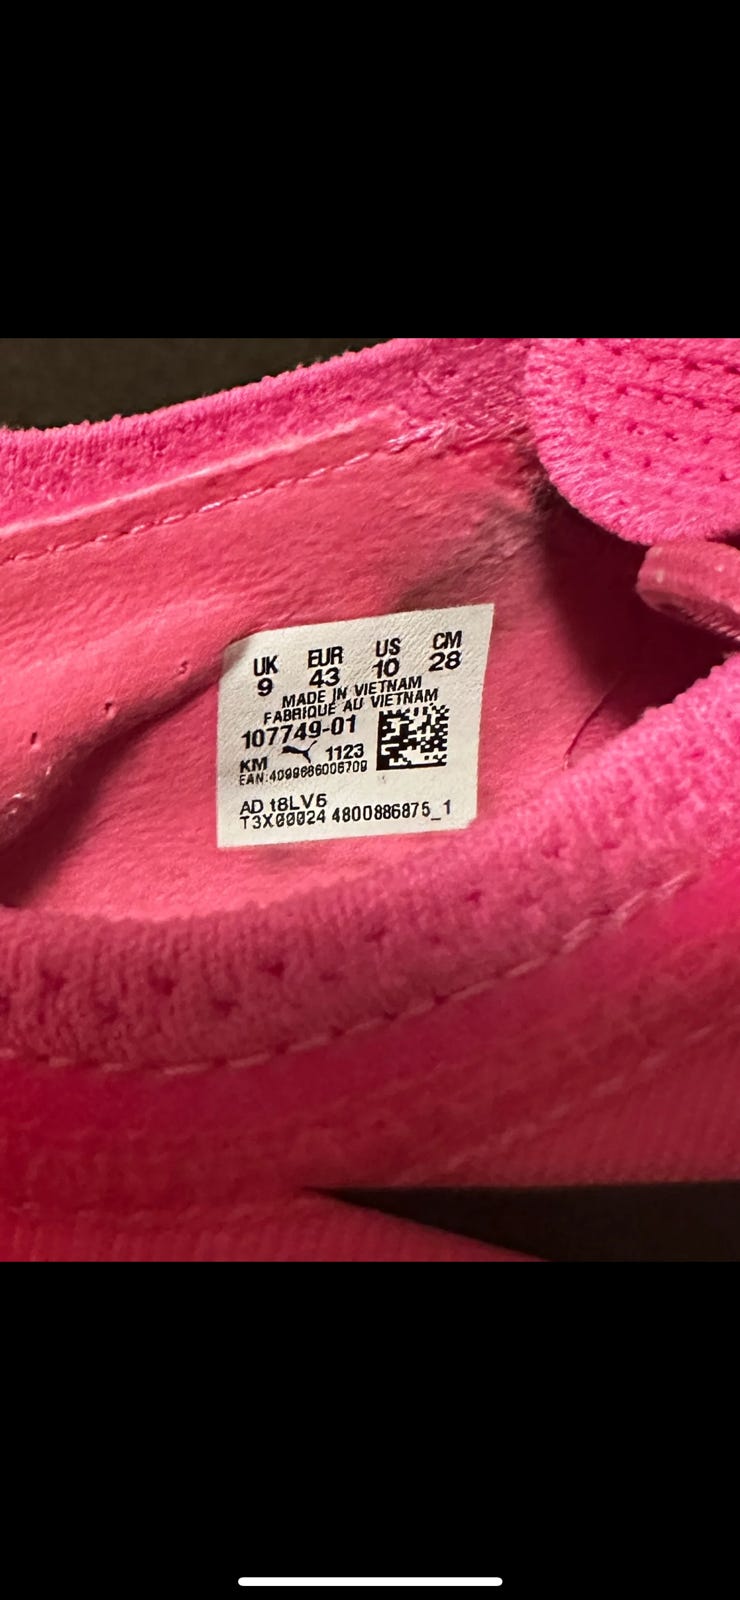 UK EUR US CM
9 43 10 28
MADE IN VIETNAM
FABRIQUE AU VIETNAM
107749-01
KM 1123
EAN:4099686005709
AD t8LV6
T3X00024 4800886875_1